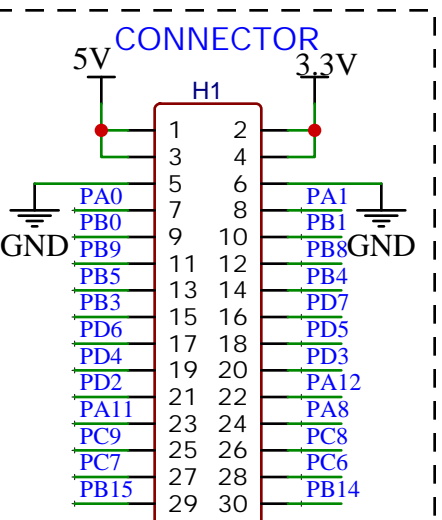 CONNECTOR
5V 3.3V
H1
1 2
3 4
5 6
PA0 7 8 PA1
PB0 9 10 PB1
GND PB9 11 12 PB8 GND
PB5 13 14 PB4
PB3 15 16 PD7
PD6 17 18 PD5
PD4 19 20 PD3
PD2 21 22 PA12
PA11 23 24 PA8
PC9 25 26 PC8
PC7 27 28 PC6
PB15 29 30 PB14